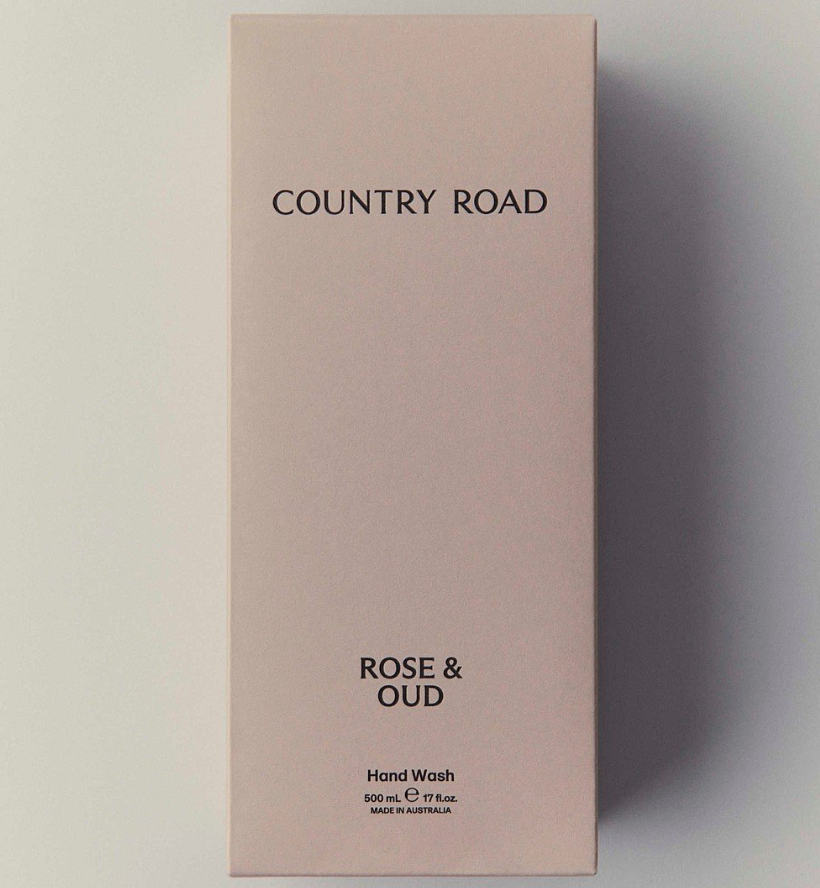 COUNTRY ROAD
ROSE &
OUD
Hand Wash
500 mL ℮ 17 fl.oz.
MADE IN AUSTRALIA